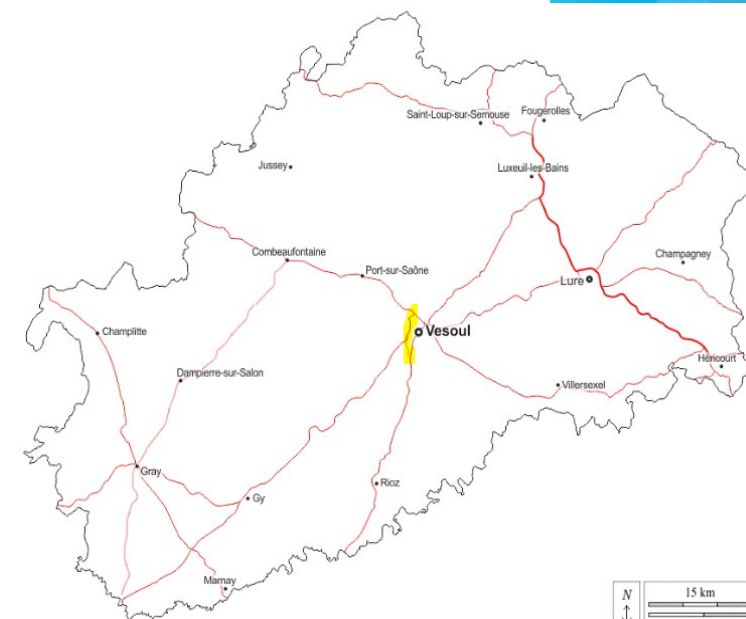 Saint-Loup-sur-Semouse
Fougerolles
Jussey
Luxeuil-les-Bains
Combeaufontaine
Port-sur-Saône
Champagney
Lure
Champlitte
Vesoul
Dampierre-sur-Salon
Héricourt
Villersexel
Gray
Gy
Rioz
Marnay
N
15 km